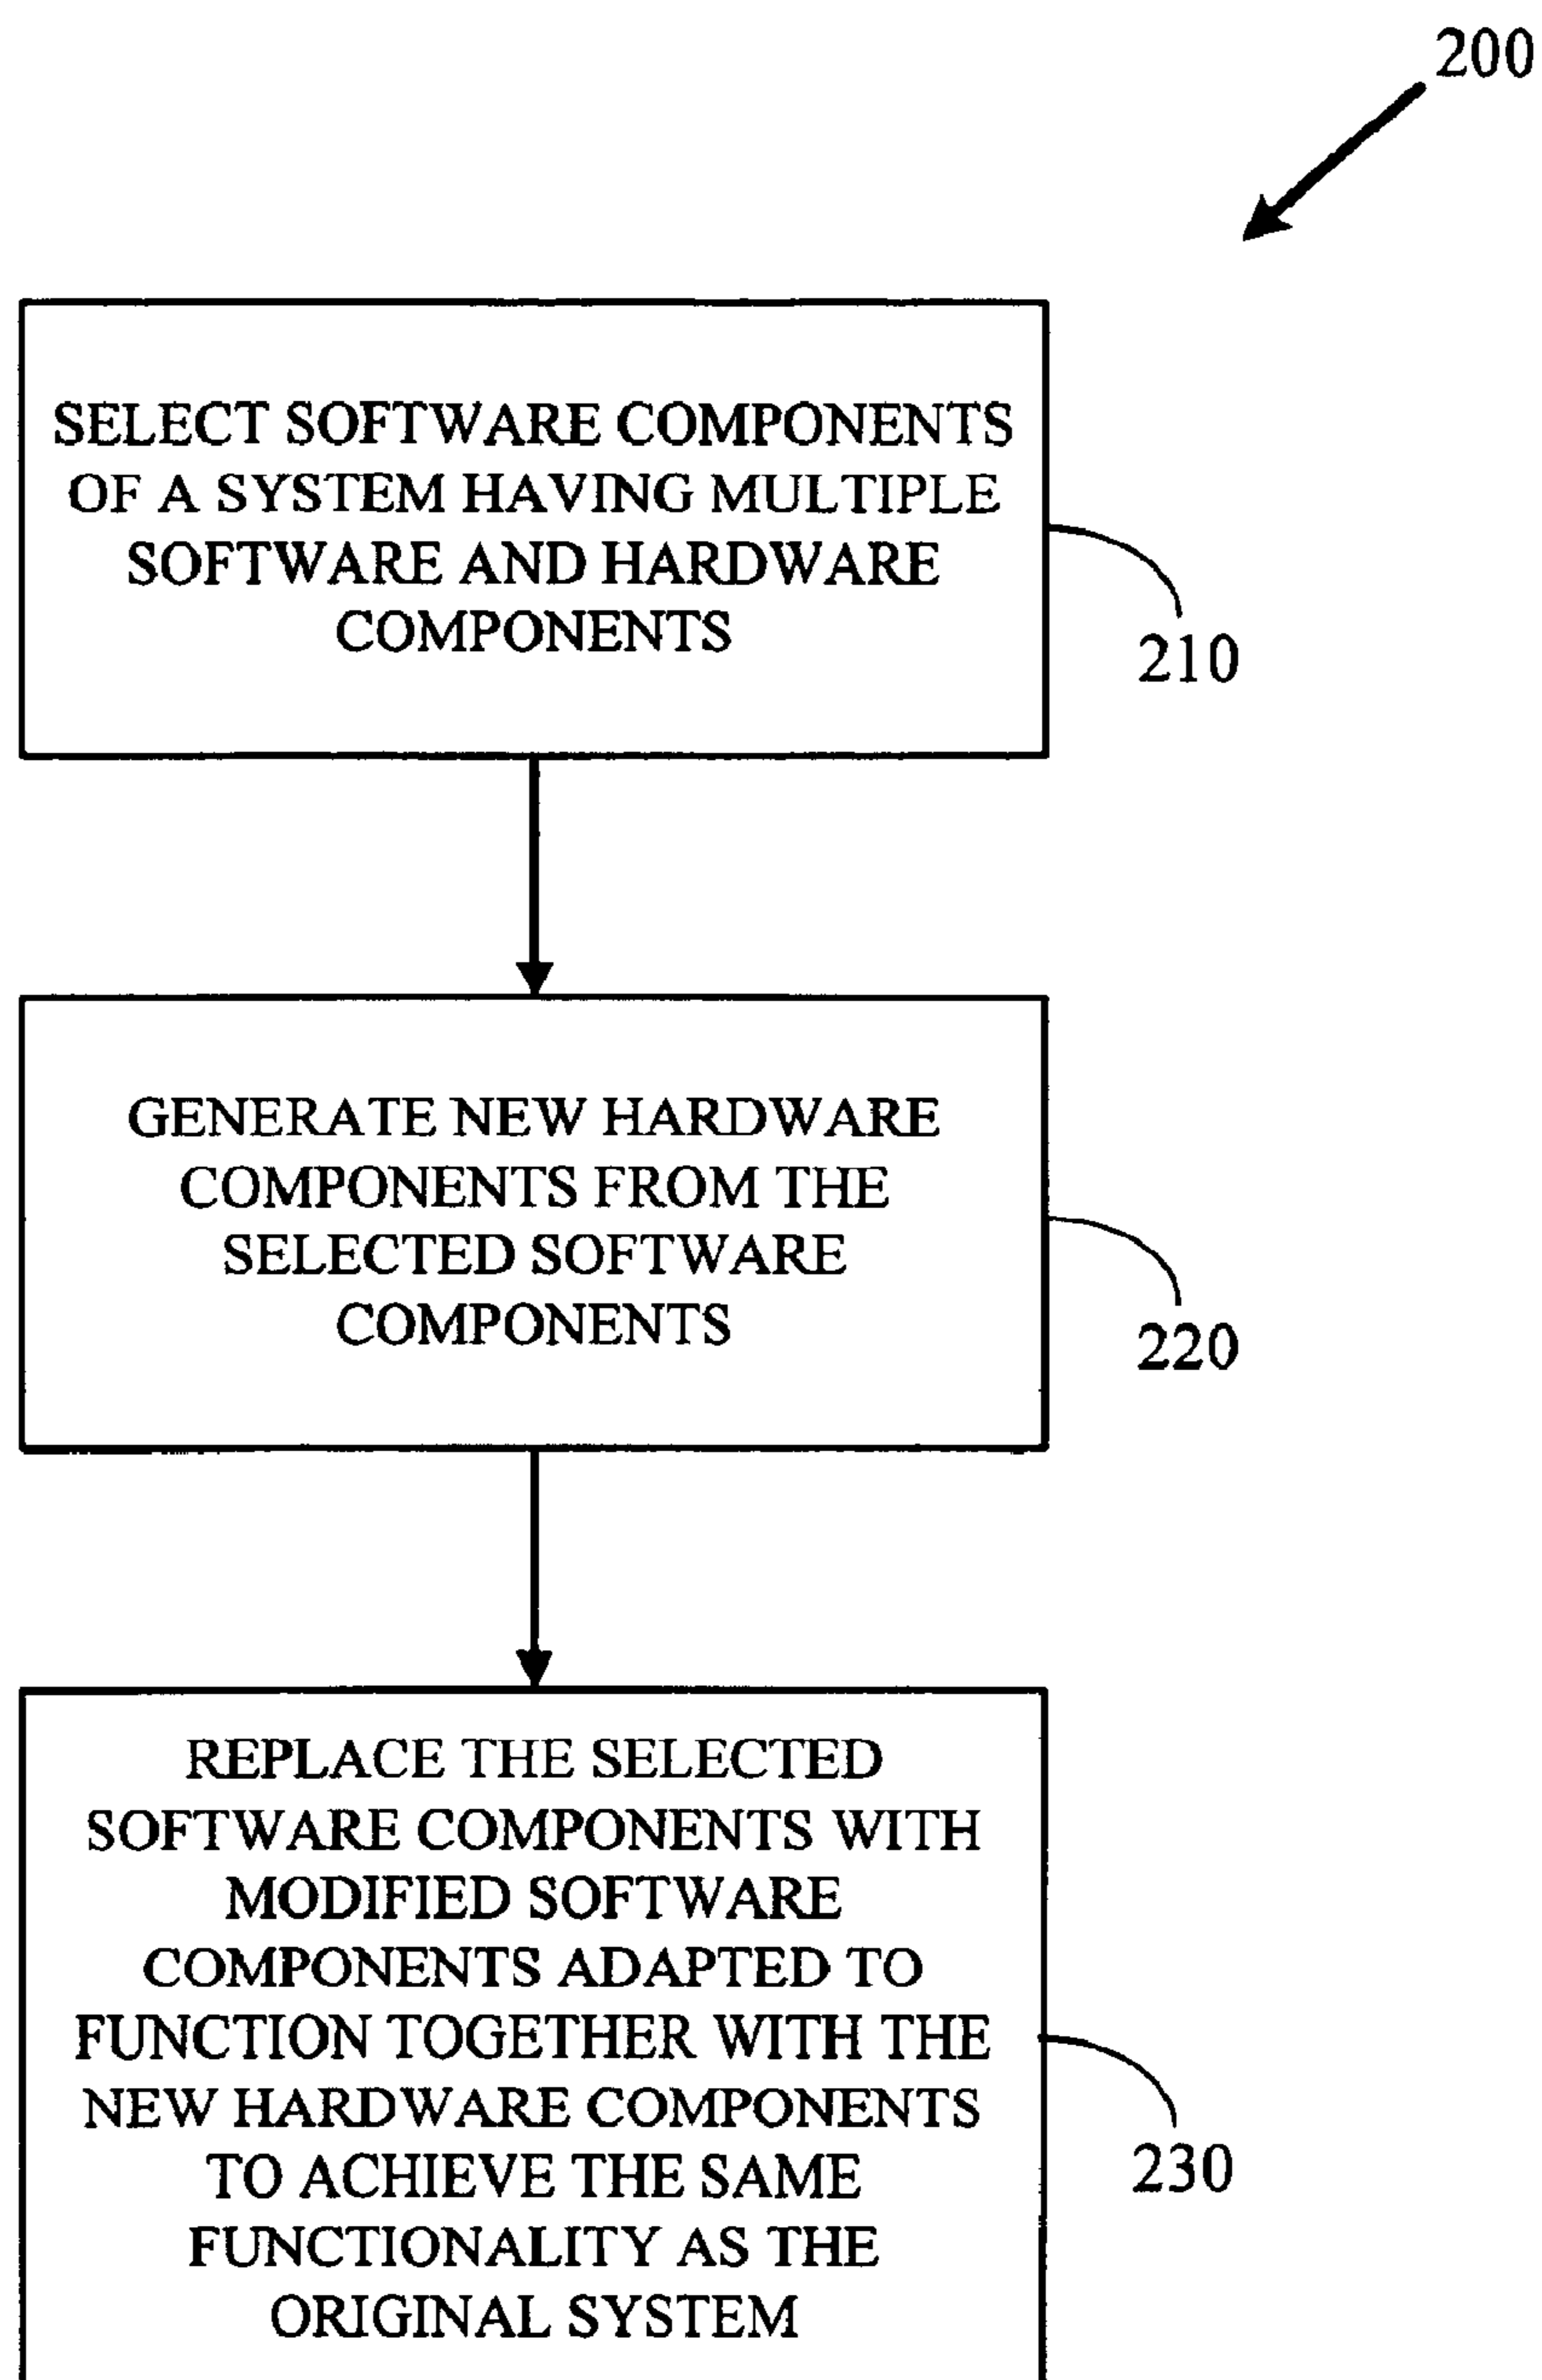 200
SELECT SOFTWARE COMPONENTS
OF A SYSTEM HAVING MULTIPLE
SOFTWARE AND HARDWARE
COMPONENTS
210
GENERATE NEW HARDWARE
COMPONENTS FROM THE
SELECTED SOFTWARE
COMPONENTS
220
REPLACE THE SELECTED
SOFTWARE COMPONENTS WITH
MODIFIED SOFTWARE
COMPONENTS ADAPTED TO
FUNCTION TOGETHER WITH THE
NEW HARDWARE COMPONENTS
TO ACHIEVE THE SAME
FUNCTIONALITY AS THE
ORIGINAL SYSTEM
230